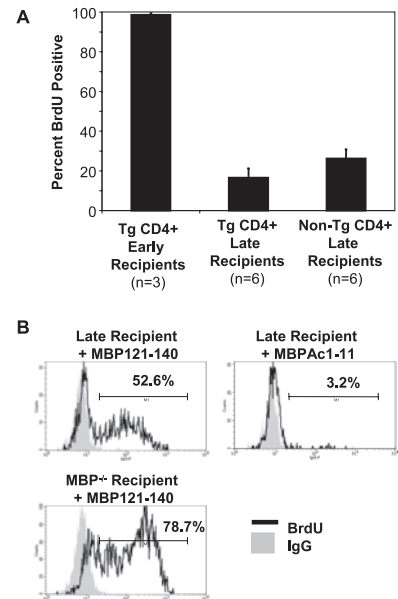 A
Percent BrdU Positive
100
80
60
40
20
0
Tg CD4+
Early
Recipients
(n=3)
Tg CD4+
Late
Recipients
(n=6)
Non-Tg CD4+
Late
Recipients
(n=6)
B
Late Recipient
+ MBP121-140
52.6%
Late Recipient
+ MBPAc1-11
3.2%
MBP-/- Recipient
+ MBP121-140
78.7%
BrdU
IgG